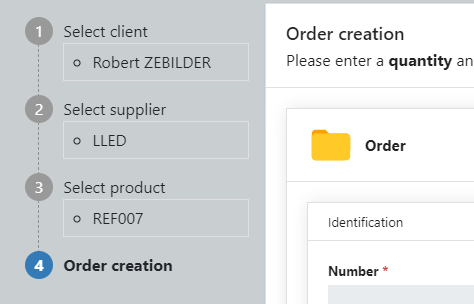 1 Select client
Robert ZEBILDER
2 Select supplier
LLED
3 Select product
REF007
4 Order creation
Order creation
Please enter a quantity an
Order
Identification
Number *